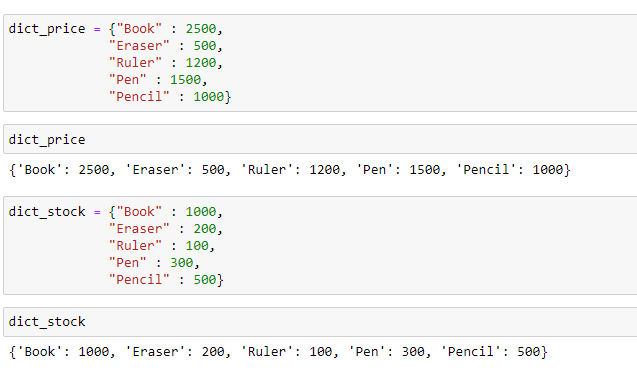 dict_price = {"Book" : 2500,
"Eraser" : 500,
"Ruler" : 1200,
"Pen" : 1500,
"Pencil" : 1000}
dict_price
{'Book': 2500, 'Eraser': 500, 'Ruler': 1200, 'Pen': 1500, 'Pencil': 1000}
dict_stock = {"Book" : 1000,
"Eraser" : 200,
"Ruler" : 100,
"Pen" : 300,
"Pencil" : 500}
dict_stock
{'Book': 1000, 'Eraser': 200, 'Ruler': 100, 'Pen': 300, 'Pencil': 500}